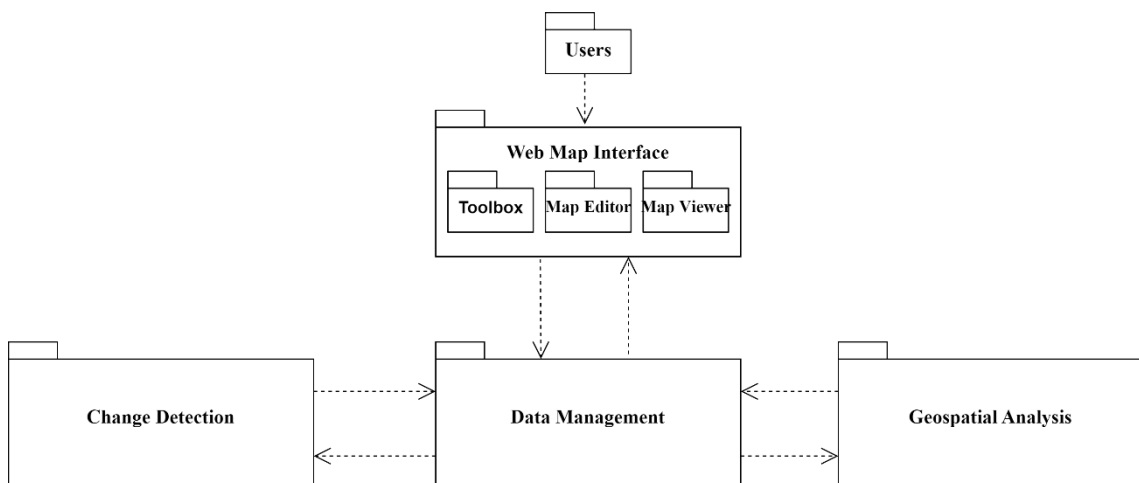 Users
Web Map Interface
Toolbox
Map Editor
Map Viewer
Change Detection
Data Management
Geospatial Analysis